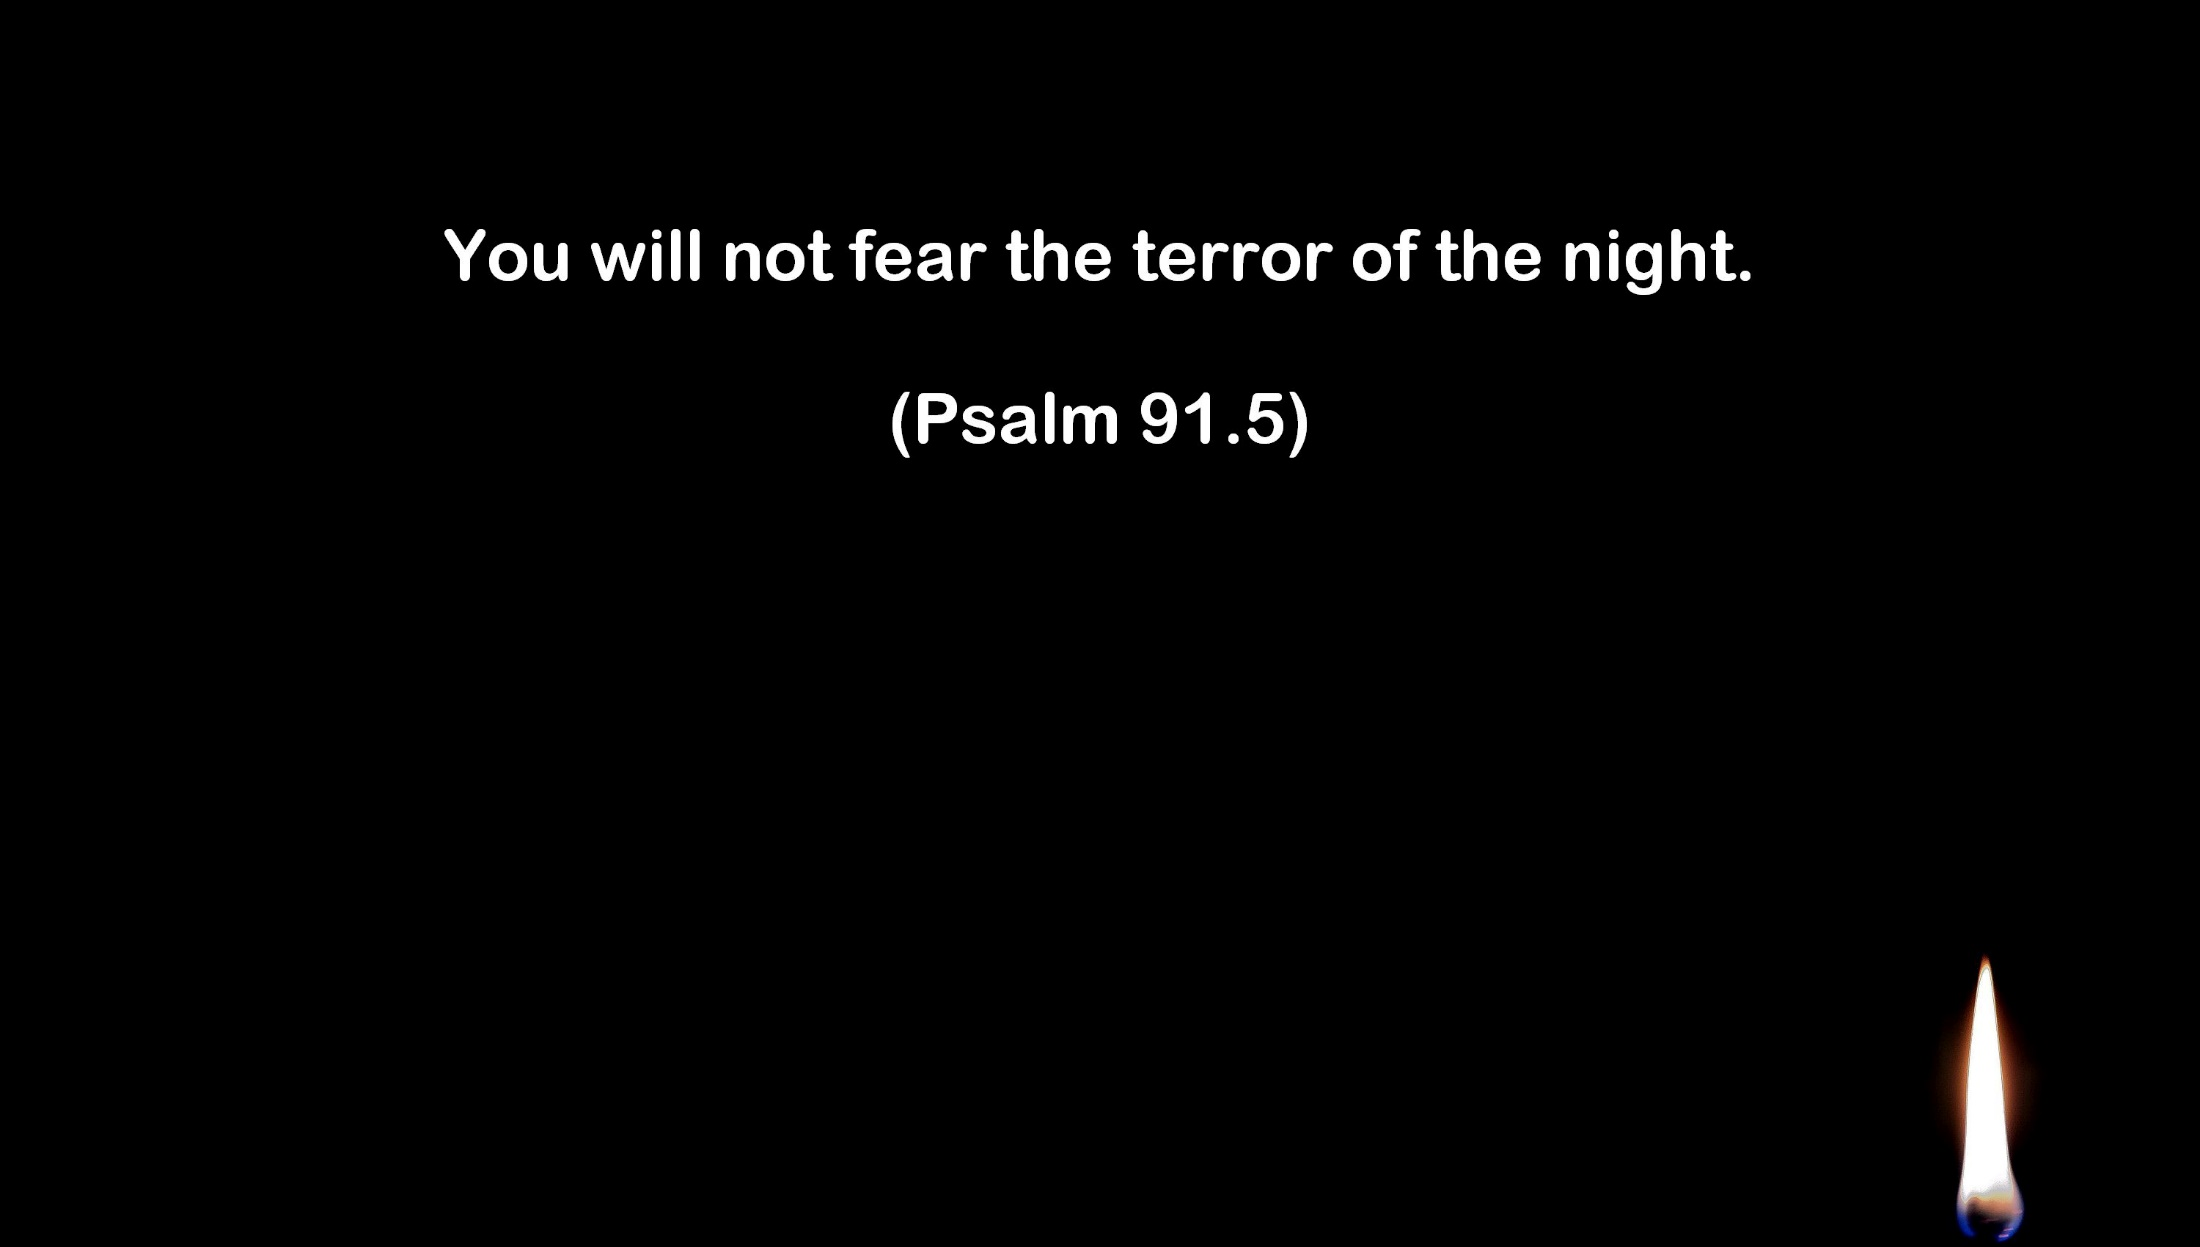 You will not fear the terror of the night.
(Psalm 91.5)